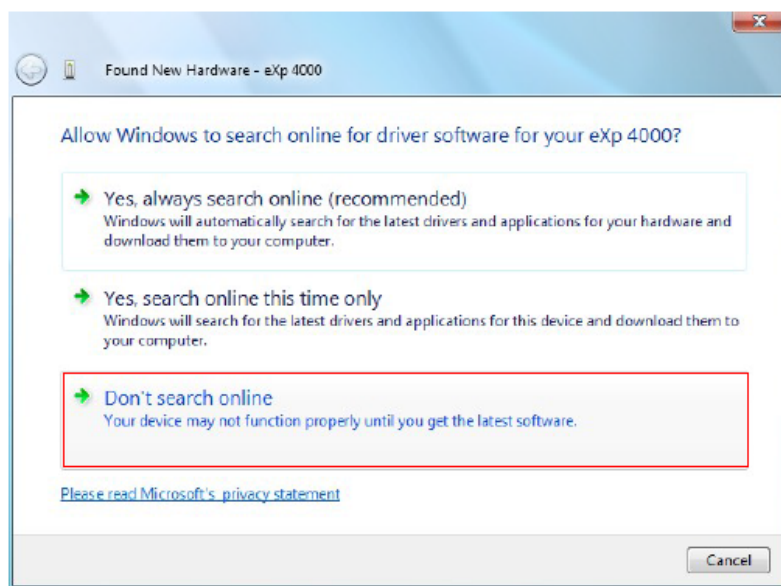 Found New Hardware - eXp 4000
Allow Windows to search online for driver software for your eXp 4000?
Yes, always search online (recommended)
Windows will automatically search for the latest drivers and applications for your hardware and
download them to your computer.
Yes, search online this time only
Windows will search for the latest drivers and applications for this device and download them to
your computer.
Don't search online
Your device may not function properly until you get the latest software.
Please read Microsoft's privacy statement
Cancel